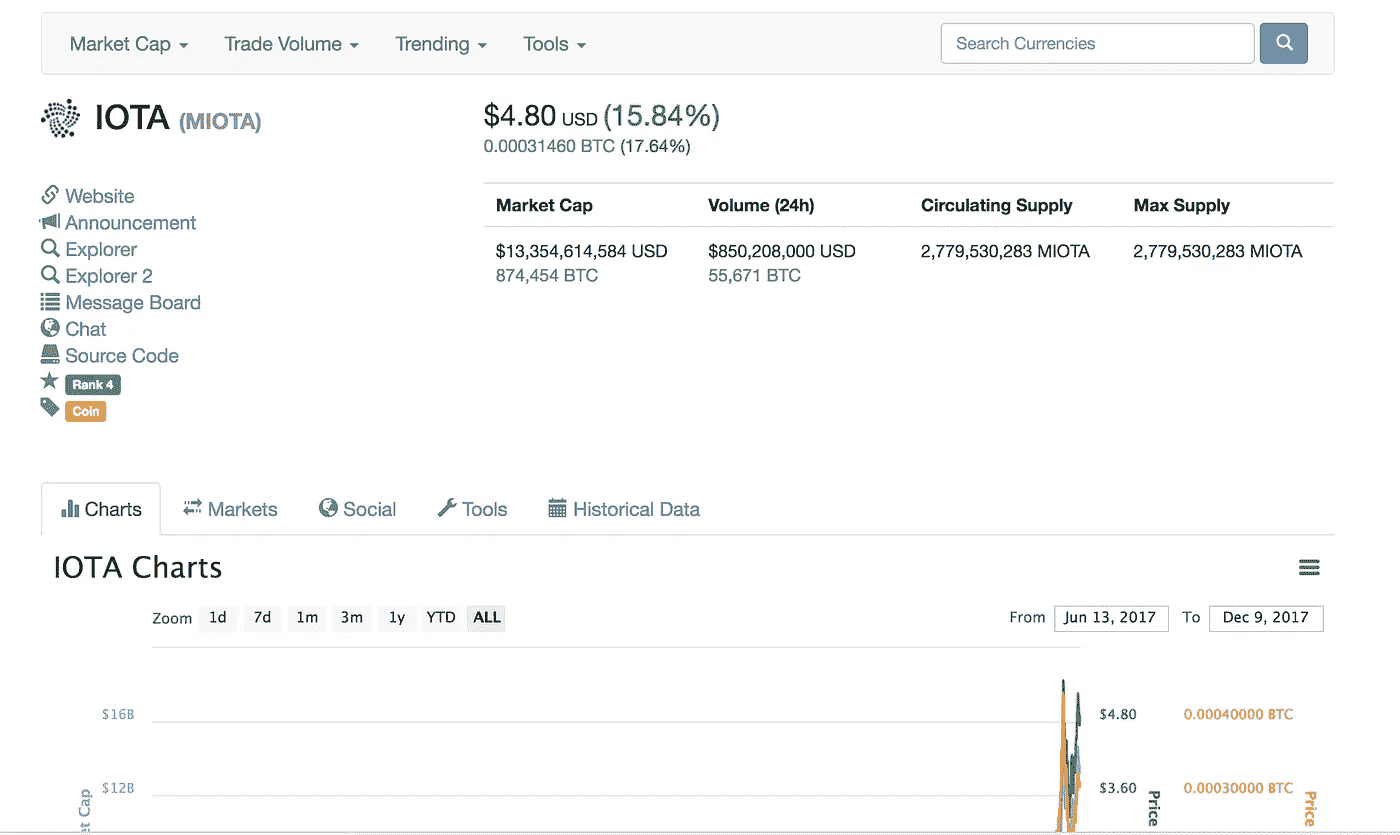 Market Cap Trade Volume Trending Tools Search Currencies
IOTA (MIOTA)
$4.80 USD (15.84%)
0.00031460 BTC (17.64%)
Website
Announcement
Explorer
Explorer 2
Message Board
Chat
Source Code
Rank 4
Coin
Market Cap Volume (24h) Circulating Supply Max Supply
$13,354,614,584 USD $850,208,000 USD 2,779,530,283 MIOTA 2,779,530,283 MIOTA
874,454 BTC 55,671 BTC
Charts Markets Social Tools Historical Data
IOTA Charts
Zoom 1d 7d 1m 3m 1y YTD ALL From Jun 13, 2017 To Dec 9, 2017
$16B $4.80 0.00040000 BTC
$12B $3.60 0.00030000 BTC
Cap Price Price